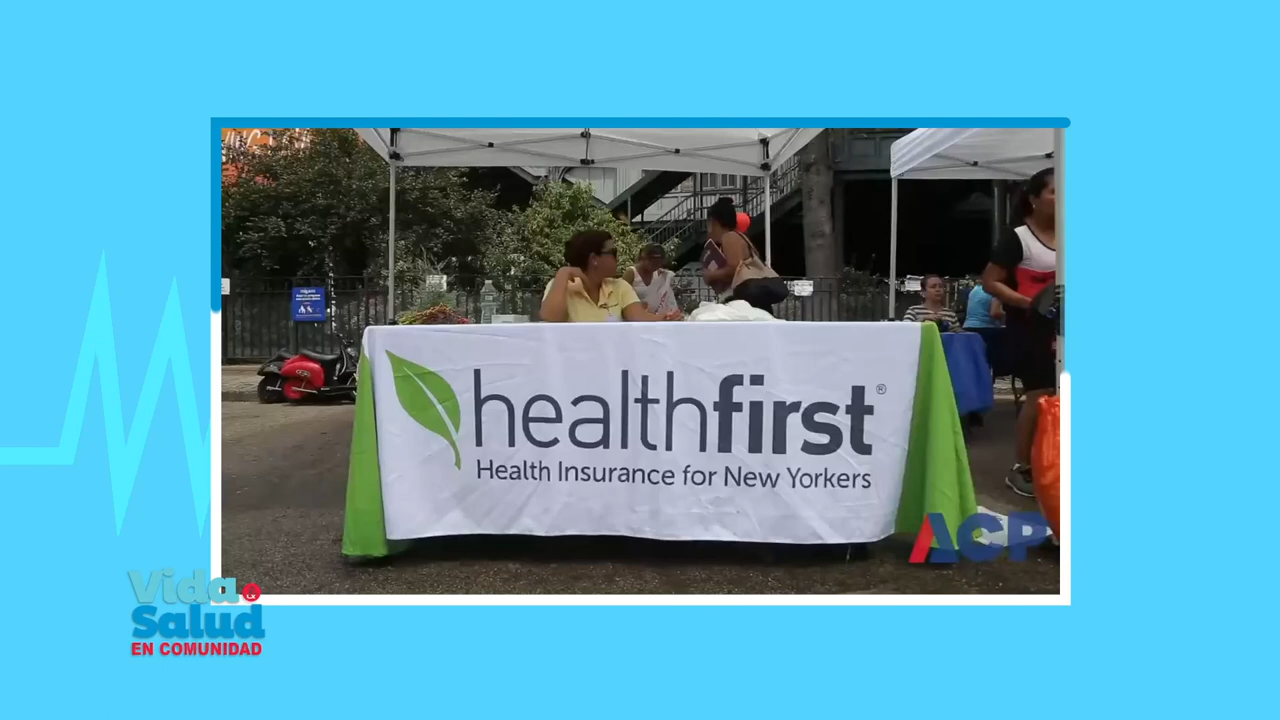 healthfirst®
Health Insurance for New Yorkers
ACP
Vida &
Salud
EN COMUNIDAD